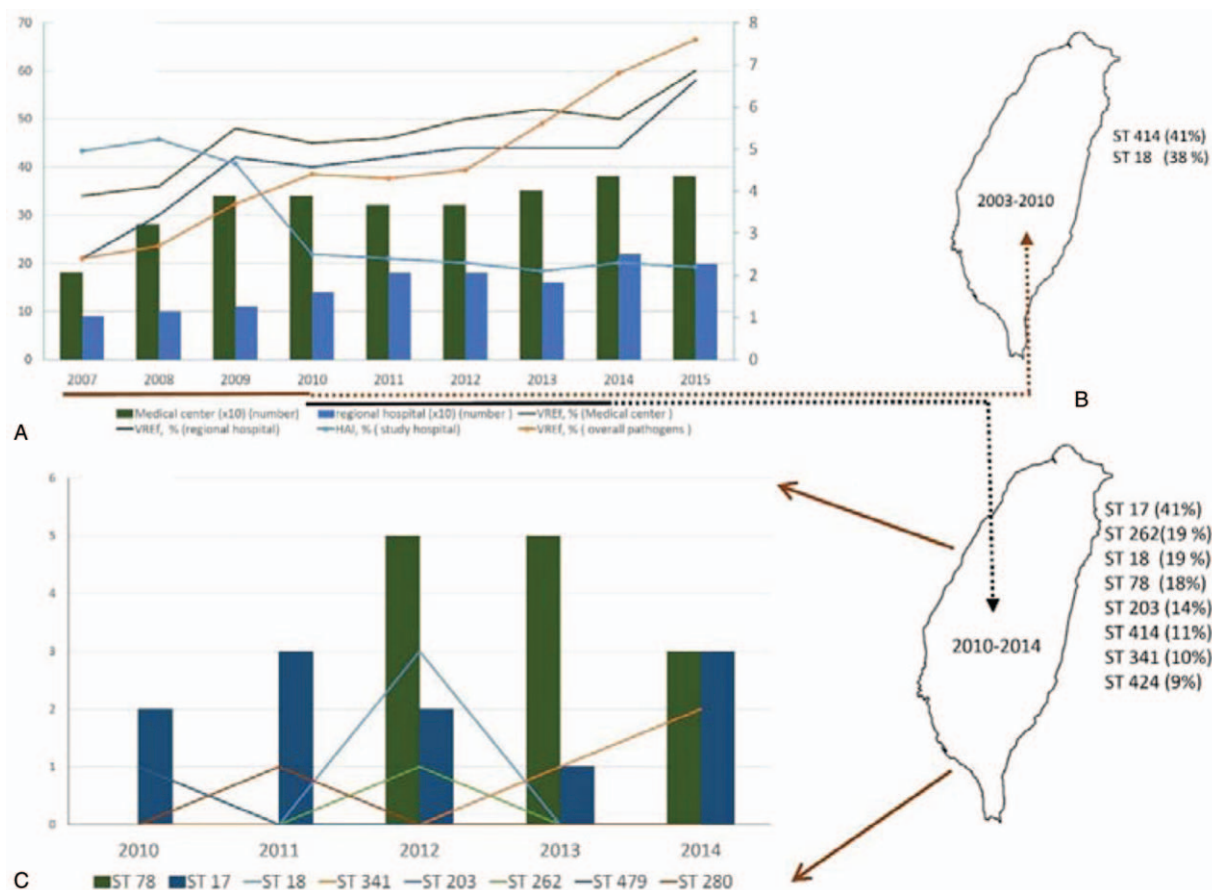 70
60
50
40
30
20
10
0
8
7
6
5
4
3
2
1
0
2007 2008 2009 2010 2011 2012 2013 2014 2015
Medical center (x10) (number) regional hospital (x10) (number ) VREf, % (Medical center )
VREf, % (regional hospital) HAI, % ( study hospital) VREf, % ( overall pathogens )
A
ST 414 (41%)
ST 18 (38 %)
2003-2010
B
6
5
4
3
2
1
0
2010 2011 2012 2013 2014
ST 78 ST 17 ST 18 ST 341 ST 203 ST 262 ST 479 ST 280
C
ST 17 (41%)
ST 262(19 %)
ST 18 (19 %)
ST 78 (18%)
ST 203 (14%)
ST 414 (11%)
ST 341 (10%)
ST 424 (9%)
2010-2014